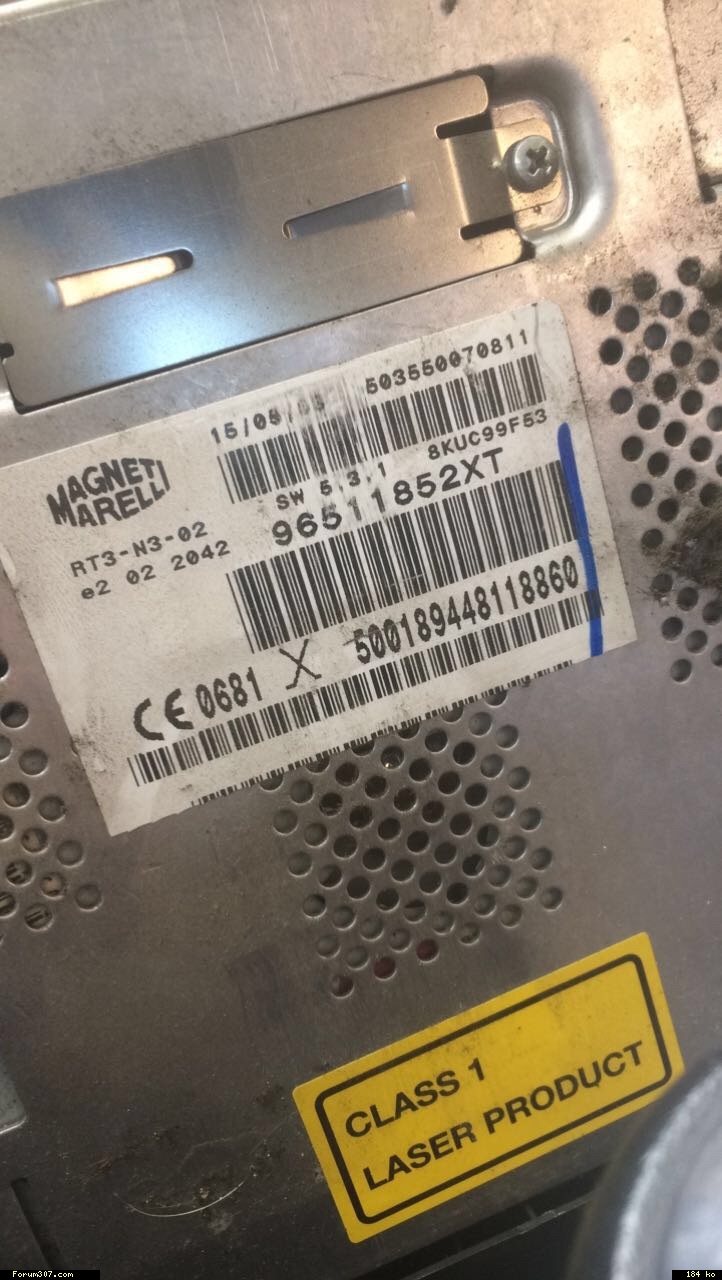 15/05/ 503550070811
SW 5 3 1 8KUC99F53
96511852XT
MAGNETI
MARELLI
RT3-N3-02
e2 02 2042
CE 0681 X 500189448118860
CLASS 1
LASER PRODUCT
Forum307.com
184 ko